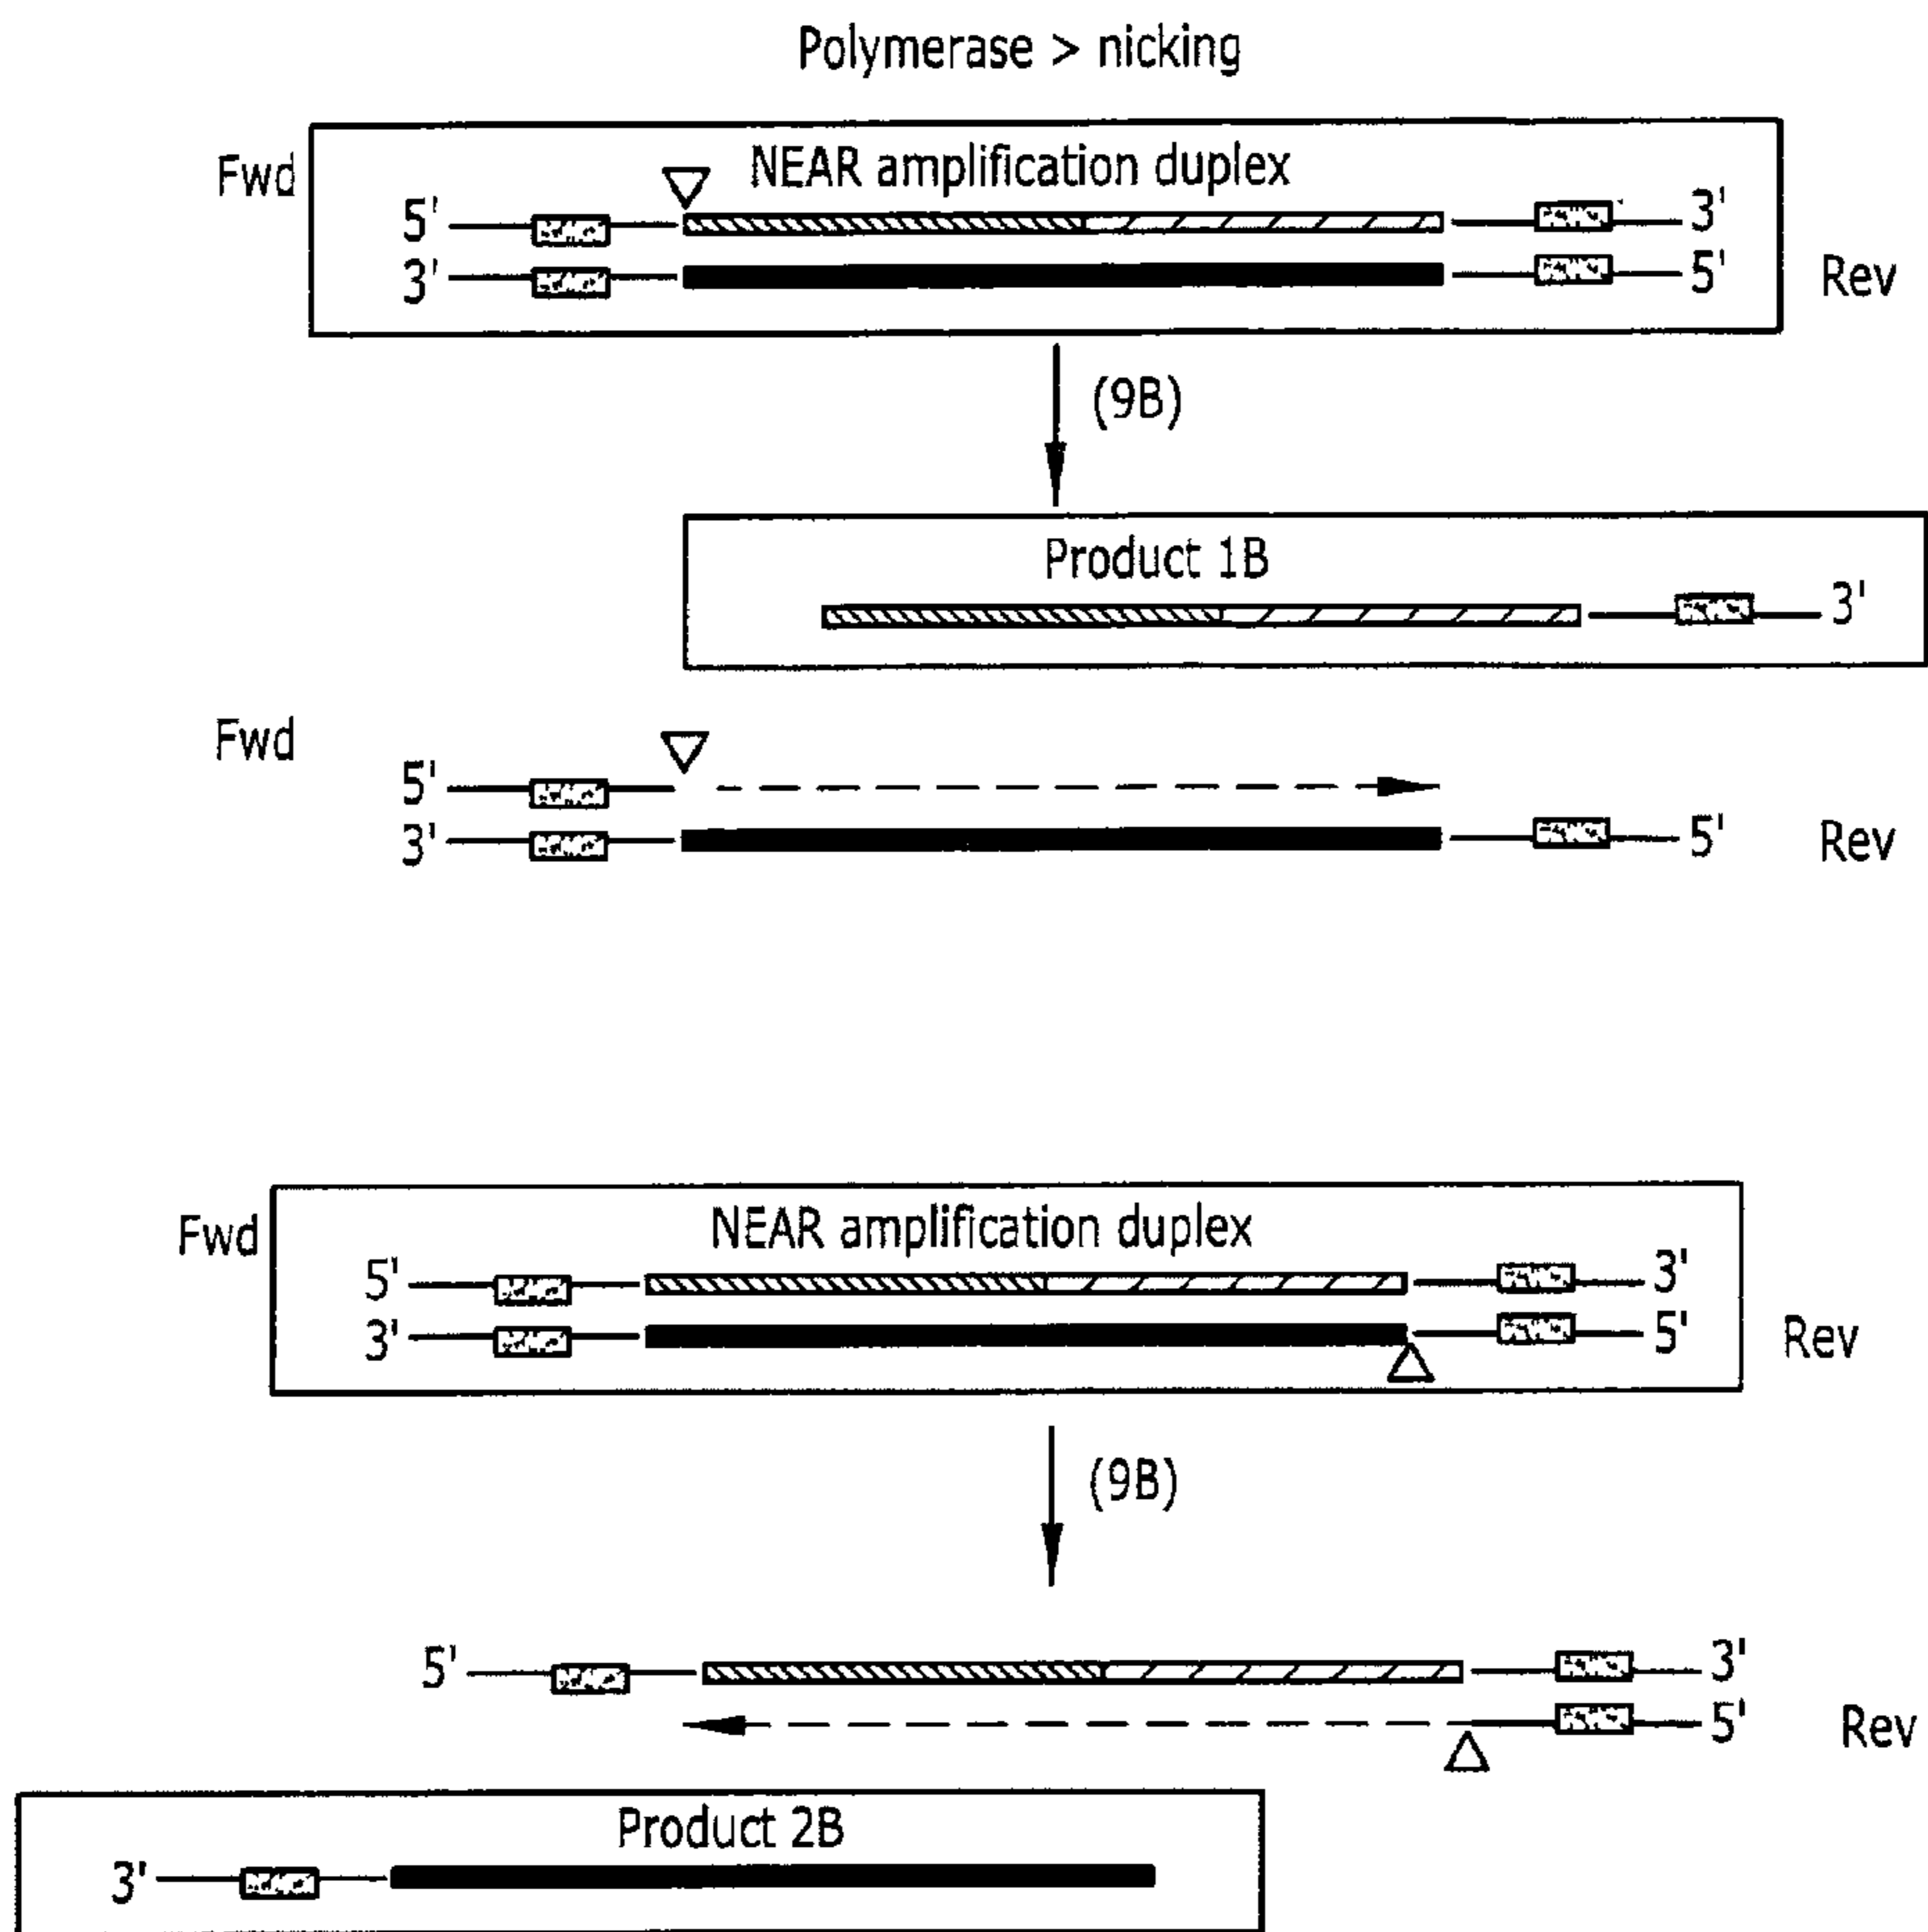 Polymerase > nicking
Fwd
NEAR amplification duplex
5' 3'
3' 5'
Rev
(9B)
Product 1B
3'
Fwd
5'
3' 5'
Rev
Fwd
NEAR amplification duplex
5' 3'
3' 5'
Rev
(9B)
5' 3'
5'
Rev
Product 2B
3'